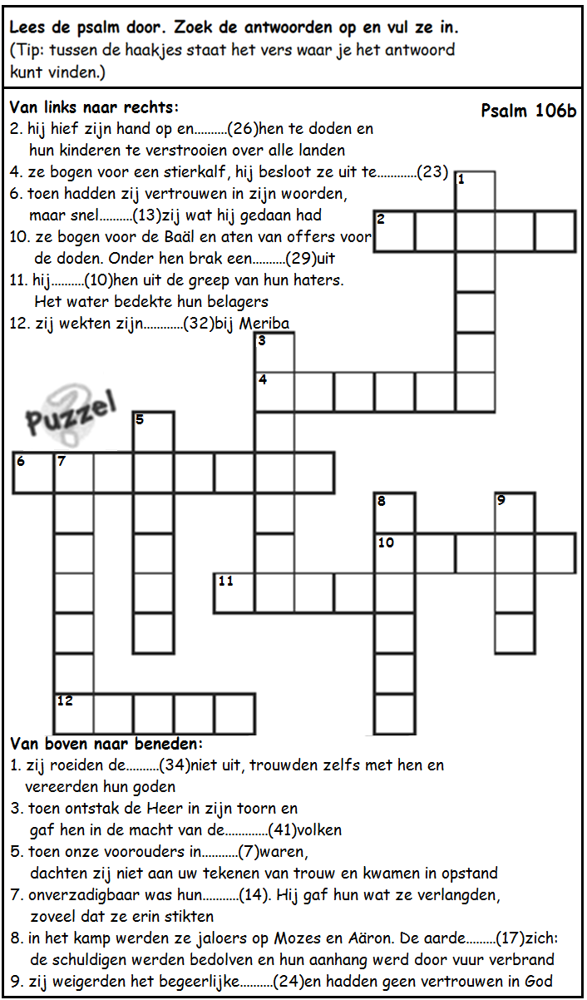 Lees de psalm door. Zoek de antwoorden op en vul ze in.
(Tip: tussen de haakjes staat het vers waar je het antwoord
kunt vinden.)
Van links naar rechts:
Psalm 106b
2. hij hief zijn hand op en..........(26)hen te doden en
hun kinderen te verstrooien over alle landen
4. ze bogen voor een stierkalf, hij besloot ze uit te............(23)
6. toen hadden zij vertrouwen in zijn woorden,
maar snel..........(13)zij wat hij gedaan had
10. ze bogen voor de Baäl en aten van offers voor
de doden. Onder hen brak een..........(29)uit
11. hij..........(10)hen uit de greep van hun haters.
Het water bedekte hun belagers
12. zij wekten zijn............(32)bij Meriba
1
2
3
4
Puzzel
?
5
6
7
8
9
10
11
12
Van boven naar beneden:
1. zij roeiden de..........(34)niet uit, trouwden zelfs met hen en
vereerden hun goden
3. toen ontstak de Heer in zijn toorn en
gaf hen in de macht van de.............(41)volken
5. toen onze voorouders in...........(7)waren,
dachten zij niet aan uw tekenen van trouw en kwamen in opstand
7. onverzadigbaar was hun...........(14). Hij gaf hun wat ze verlangden,
zoveel dat ze erin stikten
8. in het kamp werden ze jaloers op Mozes en Aäron. De aarde.........(17)zich:
de schuldigen werden bedolven en hun aanhang werd door vuur verbrand
9. zij weigerden het begeerlijke..........(24)en hadden geen vertrouwen in God